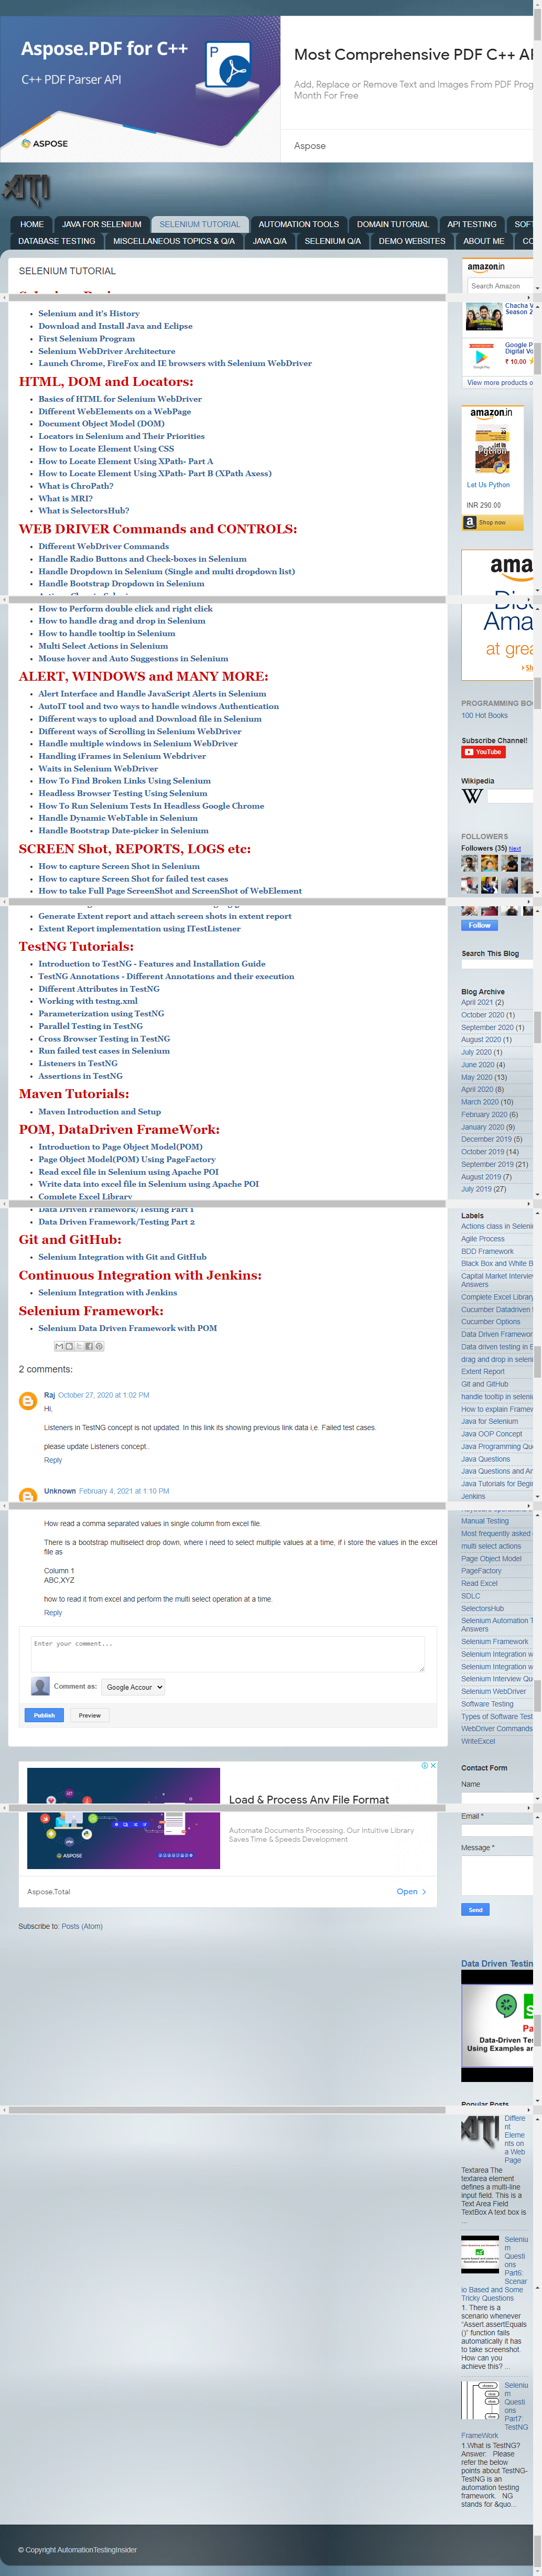 Aspose.PDF for C++
C++ PDF Parser API
ASPOSE
Most Comprehensive PDF C++
Add, Replace or Remove Text and Images From PDF
Month For Free
Aspose
ATI
HOME
JAVA FOR SELENIUM
SELENIUM TUTORIAL
AUTOMATION TOOLS
DOMAIN TUTORIAL
API TESTING
DATABASE TESTING
MISCELLANEOUS TOPICS & Q/A
JAVA Q/A
SELENIUM Q/A
DEMO WEBSITES
ABOUT ME
SELENIUM TUTORIAL
Selenium and it's History
Download and Install Java and Eclipse
First Selenium Program
Selenium WebDriver Architecture
Launch Chrome, FireFox and IE browsers with Selenium WebDriver
HTML, DOM and Locators:
Basics of HTML for Selenium WebDriver
Different WebElements on a WebPage
Document Object Model (DOM)
Locators in Selenium and Their Priorities
How to Locate Element Using CSS
How to Locate Element Using XPath- Part A
How to Locate Element Using XPath- Part B (XPath Axess)
What is ChroPath?
What is MRI?
What is SelectorsHub?
WEB DRIVER Commands and CONTROLS:
Different WebDriver Commands
Handle Radio Buttons and Check-boxes in Selenium
Handle Dropdown in Selenium (Single and multi dropdown list)
Handle Bootstrap Dropdown in Selenium
How to Perform double click and right click
How to handle drag and drop in Selenium
How to handle tooltip in Selenium
Multi Select Actions in Selenium
Mouse hover and Auto Suggestions in Selenium
ALERT, WINDOWS and MANY MORE:
Alert Interface and Handle JavaScript Alerts in Selenium
AutoIT tool and two ways to handle windows Authentication
Different ways to upload and Download file in Selenium
Different ways of Scrolling in Selenium WebDriver
Handle multiple windows in Selenium WebDriver
Handling iFrames in Selenium Webdriver
Waits in Selenium WebDriver
How To Find Broken Links Using Selenium
Headless Browser Testing Using Selenium
How To Run Selenium Tests In Headless Google Chrome
Handle Dynamic WebTable in Selenium
Handle Bootstrap Date-picker in Selenium
SCREEN Shot, REPORTS, LOGS etc:
How to capture Screen Shot in Selenium
How to capture Screen Shot for failed test cases
How to take Full Page ScreenShot and ScreenShot of WebElement
Generate Extent report and attach screen shots in extent report
Extent Report implementation using ITestListener
TestNG Tutorials:
Introduction to TestNG - Features and Installation Guide
TestNG Annotations - Different Annotations and their execution
Different Attributes in TestNG
Working with testng.xml
Parameterization using TestNG
Parallel Testing in TestNG
Cross Browser Testing in TestNG
Run failed test cases in Selenium
Listeners in TestNG
Assertions in TestNG
Maven Tutorials:
Maven Introduction and Setup
POM, DataDriven FrameWork:
Introduction to Page Object Model(POM)
Page Object Model(POM) Using PageFactory
Read excel file in Selenium using Apache POI
Write data into excel file in Selenium using Apache POI
Complete Excel Library
Data Driven Framework/Testing Part 1
Data Driven Framework/Testing Part 2
Git and GitHub:
Selenium Integration with Git and GitHub
Continuous Integration with Jenkins:
Selenium Integration with Jenkins
Selenium Framework:
Selenium Data Driven Framework with POM
2 comments:
Raj October 27, 2020 at 1:02 PM
Hi,
Listeners in TestNG concept is not updated. In this link its showing previous link data i,e. Failed test cases.
please update Listeners concept..
Reply
Unknown February 4, 2021 at 1:10 PM
How read a comma separated values in single column from excel file.
There is a bootstrap multiselect drop down, where i need to select multiple values at a time, if i store the values in the excel
file as
Column 1
ABC,XYZ
how to read it from excel and perform the multi select operation at a time.
Reply
Enter your comment...
Comment as:
Google Accour
Publish
Preview
Load & Process Any File Format
Automate Documents Processing, Our Intuitive Library
Saves Time & Speeds Development
ASPOSE
Aspose.Total
Open
Subscribe to: Posts (Atom)
amazon.in
Search Amazon
Chacha
Season 2
Google
Digital
₹ 10.00
View more products
amazon.in
Let Us
Python
Let Us Python
INR 290.00
Shop now
at
100 Hot Books
Subscribe Channel!
YouTube
Wikipedia
W
FOLLOWERS
Followers (35) Next
Follow
Search This Blog
Blog Archive
April 2021 (2)
October 2020 (1)
September 2020 (1)
August 2020 (1)
July 2020 (1)
June 2020 (4)
May 2020 (13)
April 2020 (8)
March 2020 (10)
February 2020 (6)
January 2020 (9)
December 2019 (5)
October 2019 (14)
September 2019 (21)
August 2019 (7)
July 2019 (27)
Labels
Actions class in
Agile Process
BDD Framework
Black Box and White
Capital Market
Answers
Complete Excel Library
Cucumber Datadriven
Cucumber Options
Data Driven
Data driven testing in
drag and drop in
Extent Report
Git and GitHub
handle tooltip in
How to explain
Java for Selenium
Java OOP Concept
Java Programming
Java Questions
Java Questions and
Java Tutorials for
Jenkins
Manual Testing
Most frequently asked
multi select actions
Page Object Model
PageFactory
Read Excel
SDLC
SelectorsHub
Selenium Automation
Answers
Selenium Framework
Selenium Integration
Selenium Integration
Selenium Interview
Selenium WebDriver
Software Testing
Types of Software
WebDriver Commands
WriteExcel
Contact Form
Name
Email *
Message *
Send
Data Driven
Data-Driven
Using Examples
Popular Posts
ATI
Differe
nt
Eleme
nts on
a Web
Page
Textarea The
textarea element
defines a multi-line
input field. This is a
Text Area Field
TextBox A text box is
...
Seleniu
m
Questi
ons
Part6:
Scenar
io Based and Some
Tricky Questions
1. There is a
scenario whenever
“Assert.assertEquals
()” function fails
automatically it has
to take screenshot.
How can you
achieve this? ...
Seleniu
m
Questi
ons
Part7:
TestNG
FrameWork
1.What is TestNG?
Answer: Please
refer the below
points about TestNG-
TestNG is an
automation testing
framework. NG
stands for &quo...
© Copyright AutomationTestingInsider